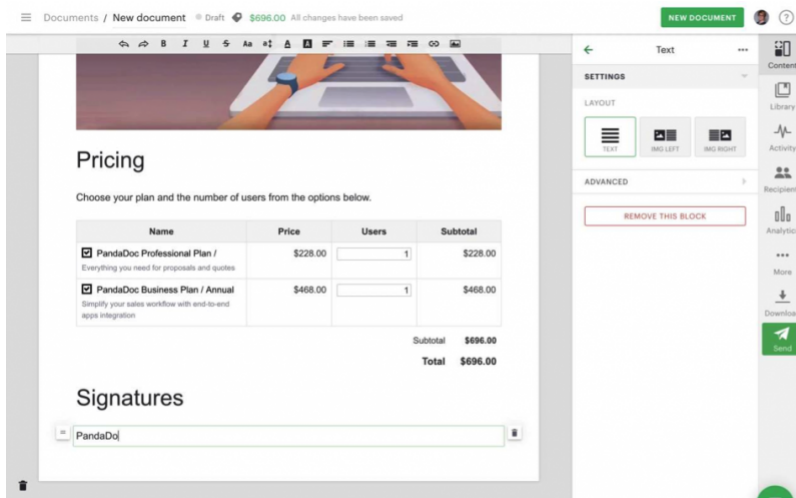 Documents / New document Draft $696.00 All changes have been saved NEW DOCUMENT ?
B I U S Aa A A
Text
SETTINGS
LAYOUT
TEXT IMG LEFT IMG RIGHT
ADVANCED
REMOVE THIS BLOCK
Content
Library
Activity
Recipien
Analytic
More
Downloa
Send
Pricing
Choose your plan and the number of users from the options below.
Name Price Users Subtotal
PandaDoc Professional Plan / $228.00 1 $228.00
Everything you need for proposals and quotes
PandaDoc Business Plan / Annual $468.00 1 $468.00
Simplify your sales workflow with end-to-end
apps integration
Subtotal $696.00
Total $696.00
Signatures
PandaDo